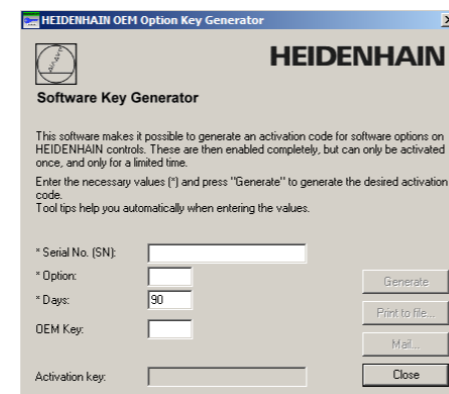 HEIDENHAIN OEM Option Key Generator
HEIDENHAIN
Software Key Generator
This software makes it possible to generate an activation code for software options on
HEIDENHAIN controls. These are then enabled completely, but can only be activated
once, and only for a limited time.
Enter the necessary values (*) and press "Generate" to generate the desired activation
code.
Tool tips help you automatically when entering the values.
* Serial No. (SN):
* Option:
Generate
* Days: 90
Print to file...
OEM Key:
Mail...
Activation key:
Close